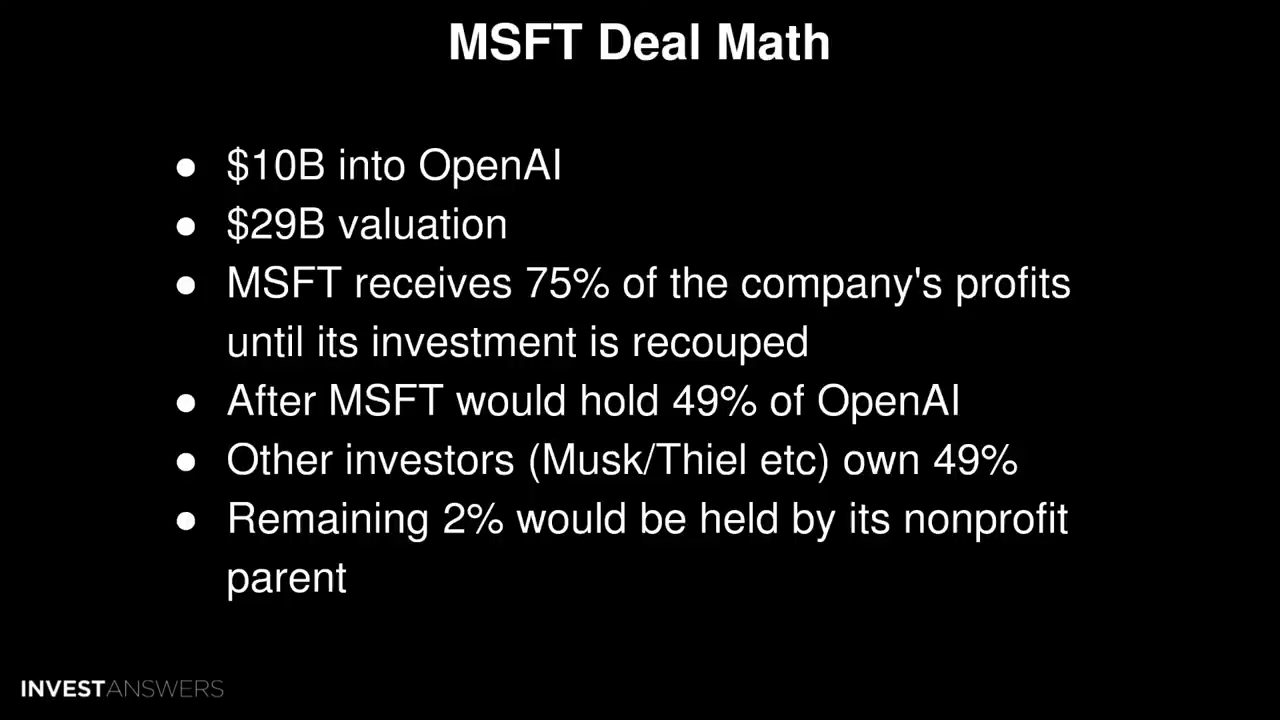 MSFT Deal Math
● $10B into OpenAI
● $29B valuation
● MSFT receives 75% of the company's profits
until its investment is recouped
● After MSFT would hold 49% of OpenAI
● Other investors (Musk/Thiel etc) own 49%
● Remaining 2% would be held by its nonprofit
parent
INVESTANSWERS